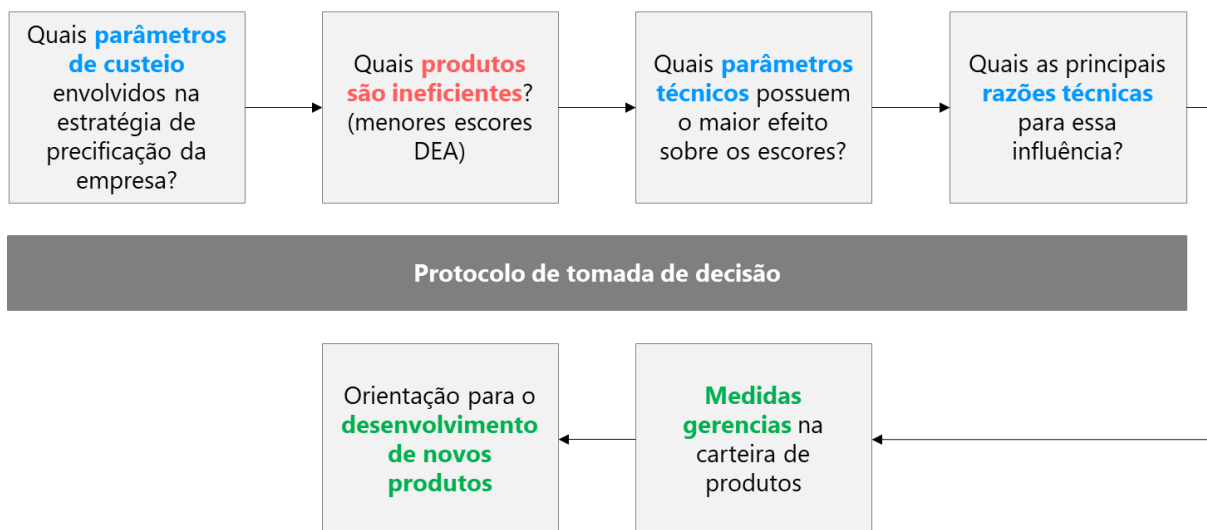 Quais parâmetros
de custeio
envolvidos na
estratégia de
precificação da
empresa?
Quais produtos
são ineficientes?
(menores escores
DEA)
Quais parâmetros
técnicos possuem
o maior efeito
sobre os escores?
Quais as principais
razões técnicas
para essa
influência?
Protocolo de tomada de decisão
Orientação para o
desenvolvimento
de novos
produtos
Medidas
gerencias na
carteira de
produtos